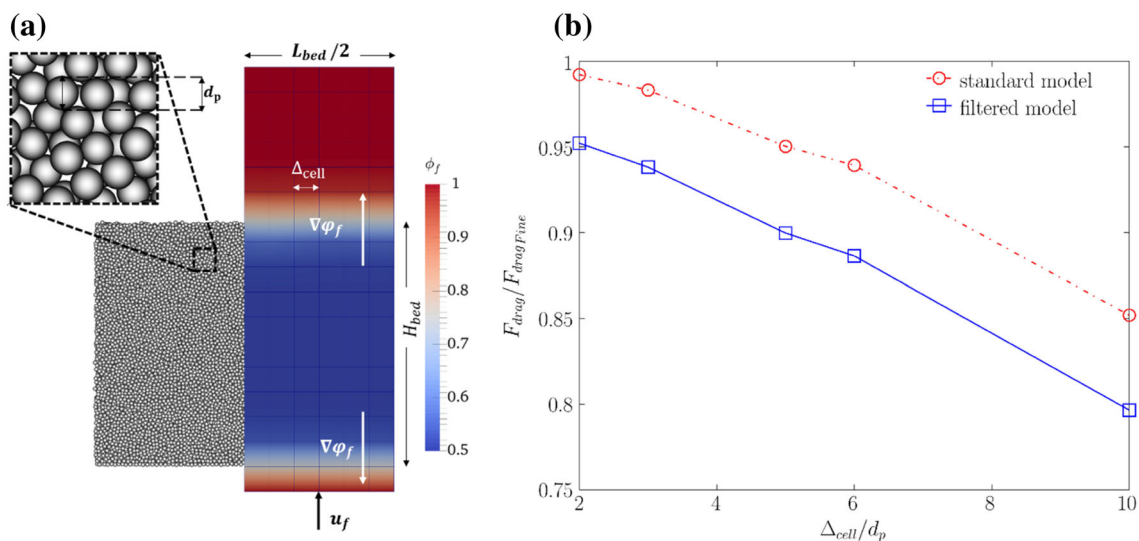 (a)
L_bed/2
d_p
Δ_cell
ϕ_f
1
0.9
0.8
0.7
0.6
0.5
∇φ_f
H_bed
∇φ_f
u_f
(b)
1
0.95
0.9
0.85
0.8
0.75
F_drag/F_dragFine
standard model
filtered model
2
4
6
8
10
Δ_cell/d_p